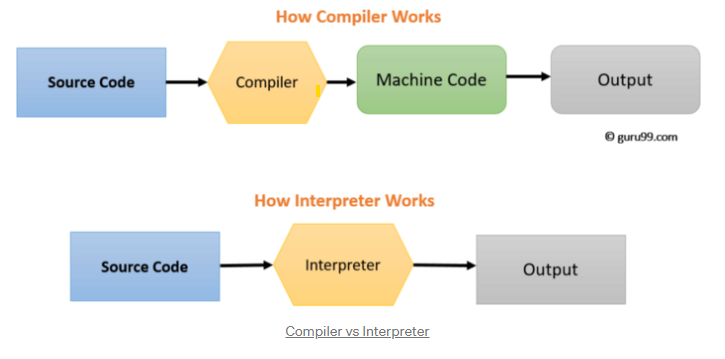 How Compiler Works
Source Code
Compiler
Machine Code
Output
© guru99.com
How Interpreter Works
Source Code
Interpreter
Output
Compiler vs Interpreter